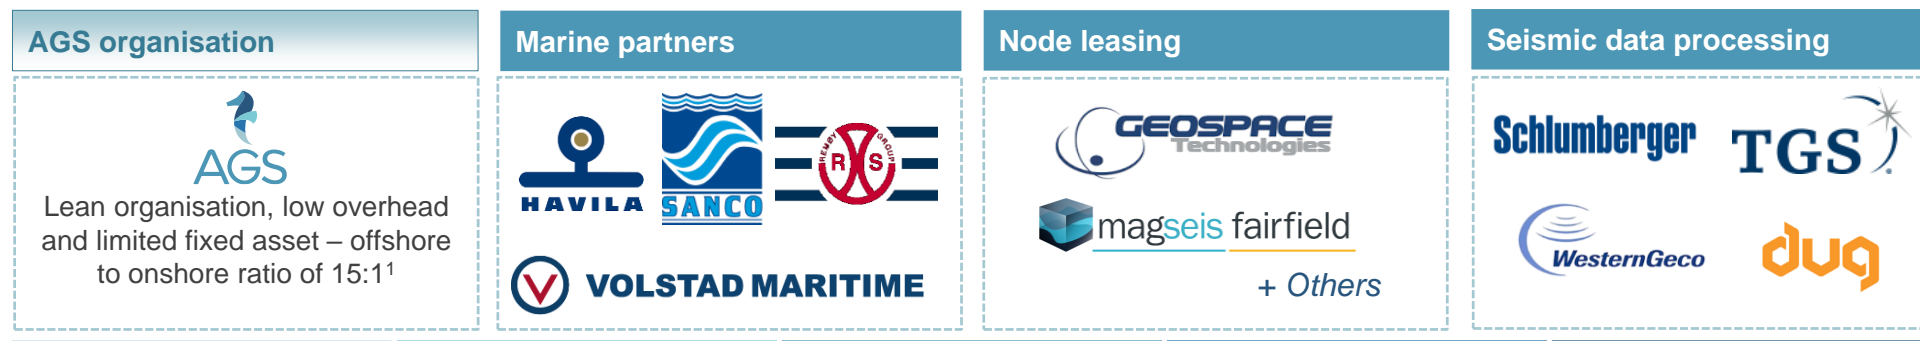 AGS organisation
AGS
Lean organisation, low overhead
and limited fixed asset – offshore
to onshore ratio of 15:1¹
Marine partners
HAVILA
SANCO
REMØY GROUP
R S
VOLSTAD MARITIME
Node leasing
GEOSPACE
Technologies
magseis fairfield
+ Others
Seismic data processing
Schlumberger
TGS
WesternGeco
dug